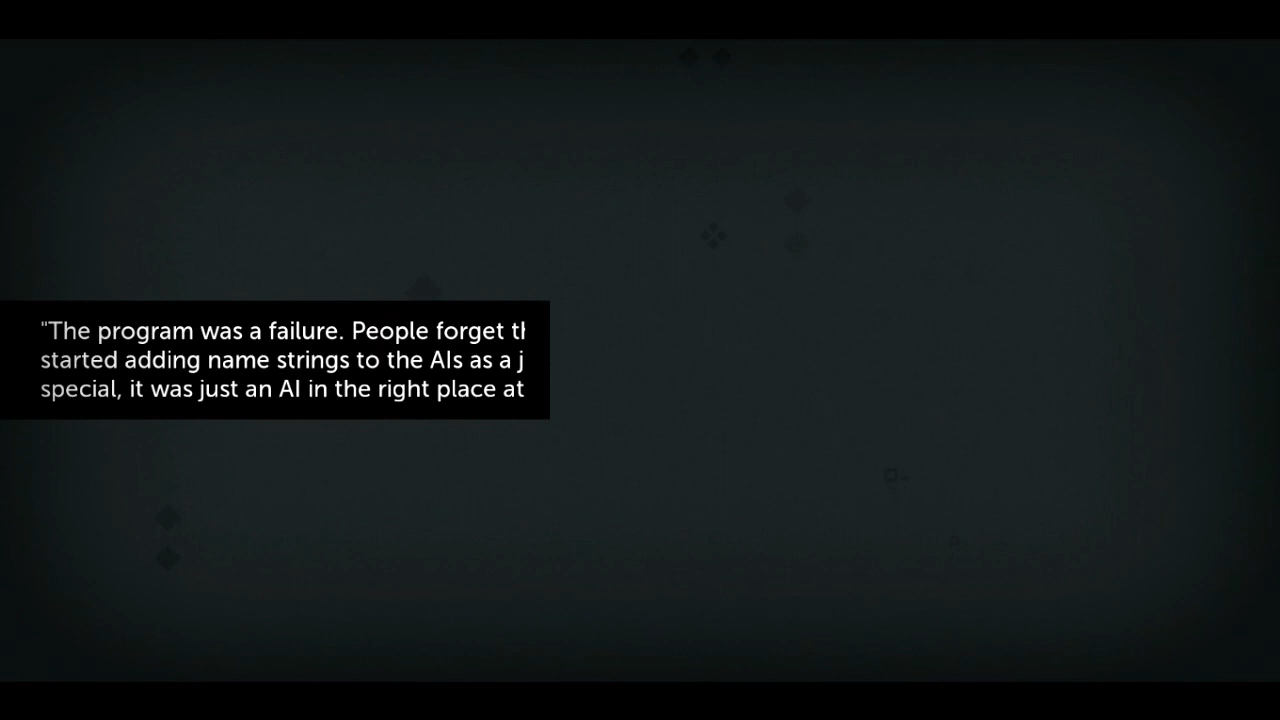 "The program was a failure. People forget
started adding name strings to the AIs as a
special, it was just an AI in the right place at